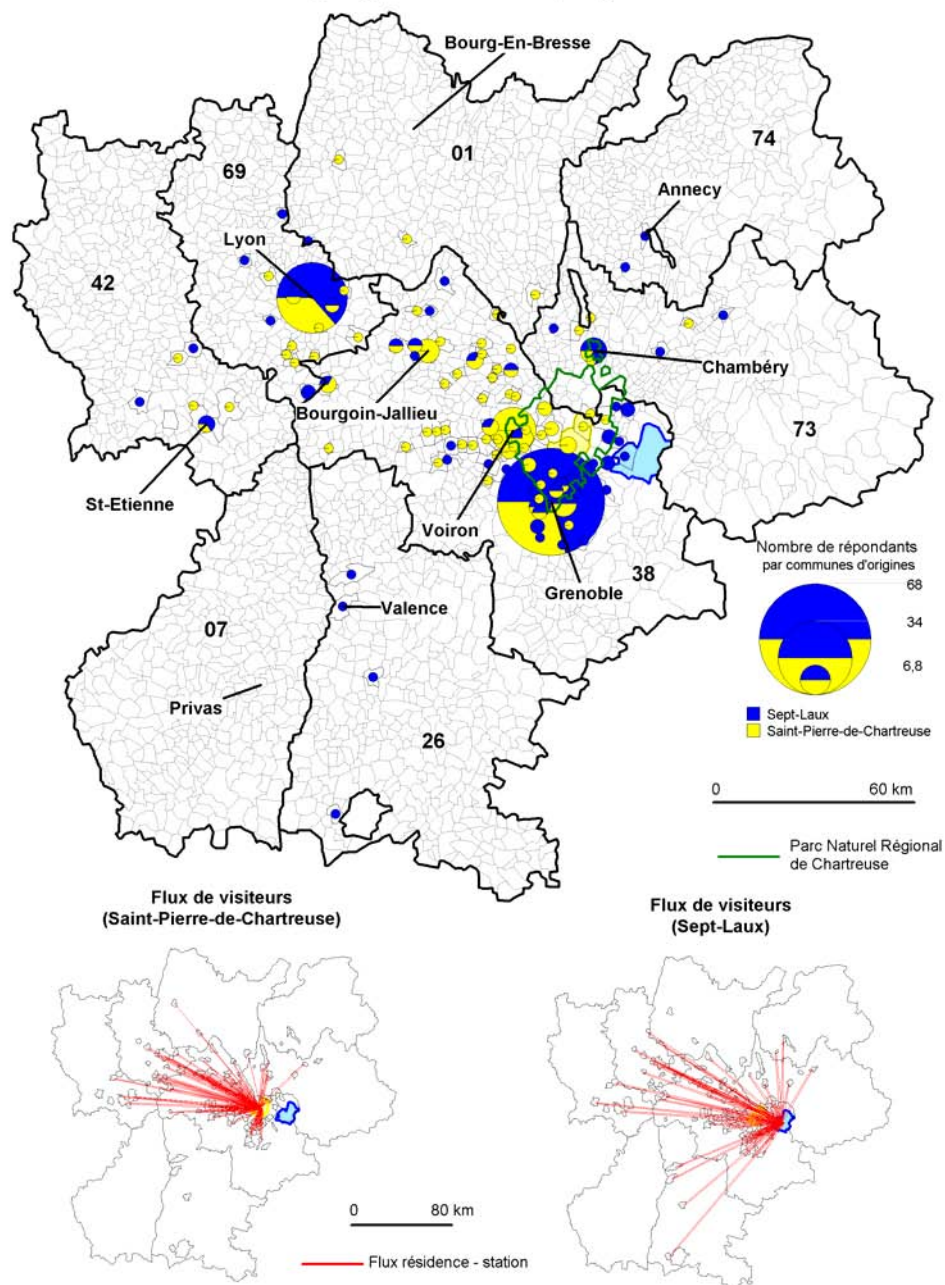 Bourg-En-Bresse
74
01
69
Annecy
Lyon
42
Chambéry
Bourgoin-Jallieu
73
St-Etienne
Voiron
Nombre de répondants
par communes d'origines
38
68
Grenoble
Valence
34
07
6,8
Privas
Sept-Laux
26
Saint-Pierre-de-Chartreuse
0 60 km
Parc Naturel Régional
de Chartreuse
Flux de visiteurs
(Saint-Pierre-de-Chartreuse)
Flux de visiteurs
(Sept-Laux)
0 80 km
Flux résidence - station